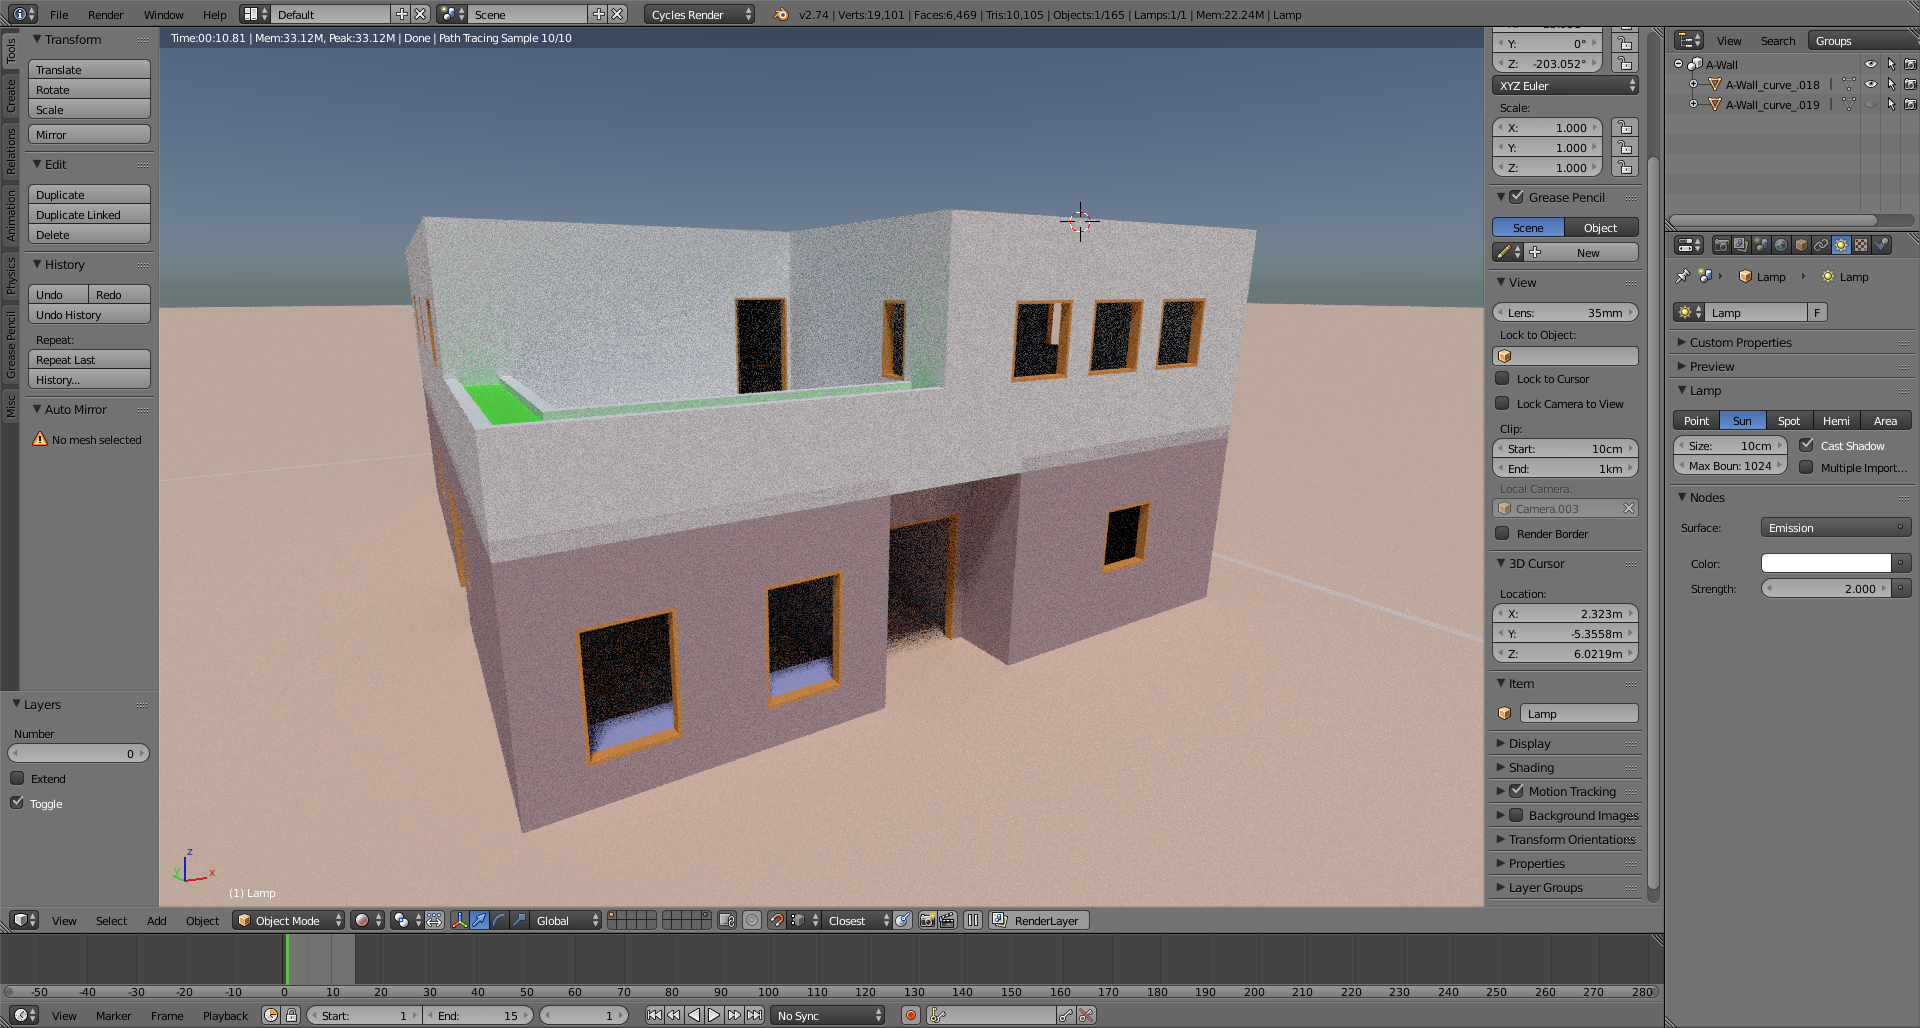 File Render Window Help Default Scene Cycles Render v2.74 | Verts:19,101 | Faces:6,469 | Tris:10,105 | Objects:1/165 | Lamps:1/1 | Mem:22.24M | Lamp
Time:00:10.81 | Mem:33.12M, Peak:33.12M | Done | Path Tracing Sample 10/10
Tools
Create
Relations
Animation
Physics
Grease Pencil
Misc
Transform
Translate
Rotate
Scale
Mirror
Edit
Duplicate
Duplicate Linked
Delete
History
Undo Redo
Undo History
Repeat:
Repeat Last
History...
Auto Mirror
No mesh selected
Layers
Number
0
Extend
Toggle
z
y x
(1) Lamp
Y: 0°
Z: -203.052°
XYZ Euler
Scale:
X: 1.000
Y: 1.000
Z: 1.000
Grease Pencil
Scene Object
New
View
Lens: 35mm
Lock to Object:
Lock to Cursor
Lock Camera to View
Clip:
Start: 10cm
End: 1km
Local Camera:
Camera.003
Render Border
3D Cursor
Location:
X: 2.323m
Y: -5.3558m
Z: 6.0219m
Item
Lamp
Display
Shading
Motion Tracking
Background Images
Transform Orientations
Properties
Layer Groups
View Search Groups
A-Wall
A-Wall_curve_.018
A-Wall_curve_.019
Lamp Lamp
Lamp F
Custom Properties
Preview
Lamp
Point Sun Spot Hemi Area
Size: 10cm Cast Shadow
Max Boun: 1024 Multiple Import...
Nodes
Surface: Emission
Color:
Strength: 2.000
View Select Add Object Object Mode Global Closest RenderLayer
-50 -40 -30 -20 -10 0 10 20 30 40 50 60 70 80 90 100 110 120 130 140 150 160 170 180 190 200 210 220 230 240 250 260 270 280
View Marker Frame Playback Start: 1 End: 15 1 No Sync